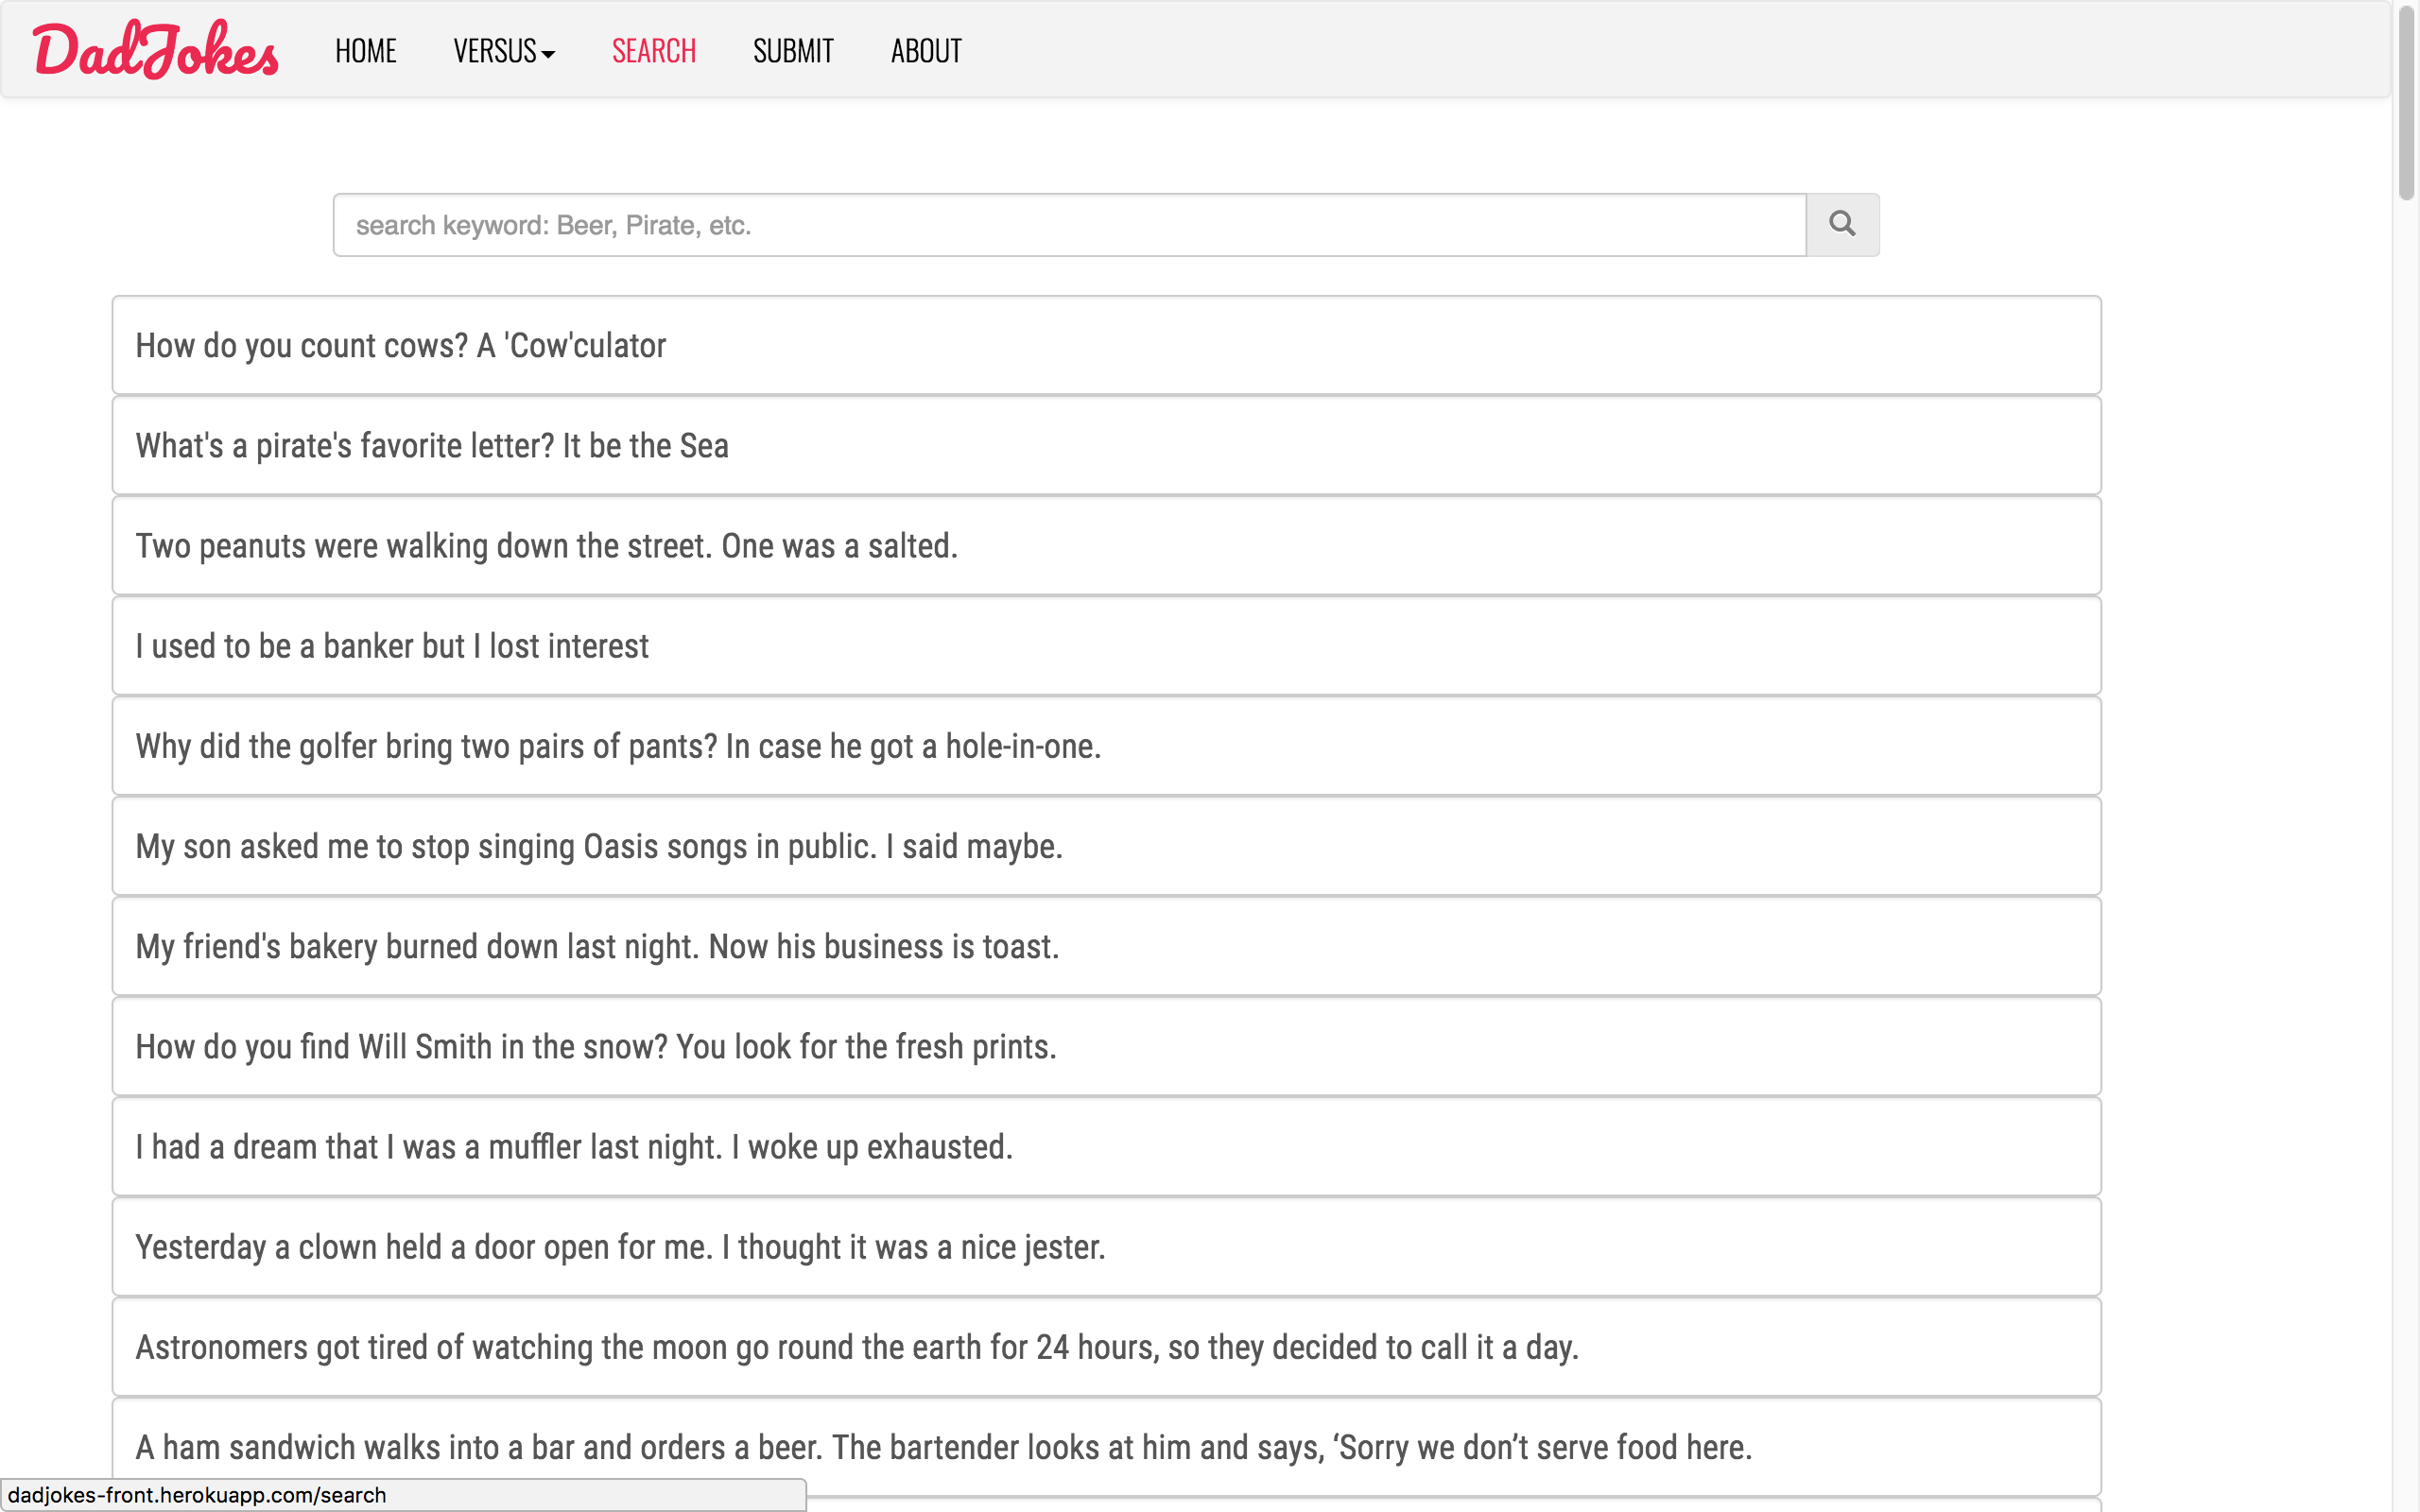 DadJokes HOME VERSUS SEARCH SUBMIT ABOUT
search keyword: Beer, Pirate, etc.
How do you count cows? A 'Cow'culator
What's a pirate's favorite letter? It be the Sea
Two peanuts were walking down the street. One was a salted.
I used to be a banker but I lost interest
Why did the golfer bring two pairs of pants? In case he got a hole-in-one.
My son asked me to stop singing Oasis songs in public. I said maybe.
My friend's bakery burned down last night. Now his business is toast.
How do you find Will Smith in the snow? You look for the fresh prints.
I had a dream that I was a muffler last night. I woke up exhausted.
Yesterday a clown held a door open for me. I thought it was a nice jester.
Astronomers got tired of watching the moon go round the earth for 24 hours, so they decided to call it a day.
A ham sandwich walks into a bar and orders a beer. The bartender looks at him and says, ‘Sorry we don’t serve food here.
dadjokes-front.herokuapp.com/search